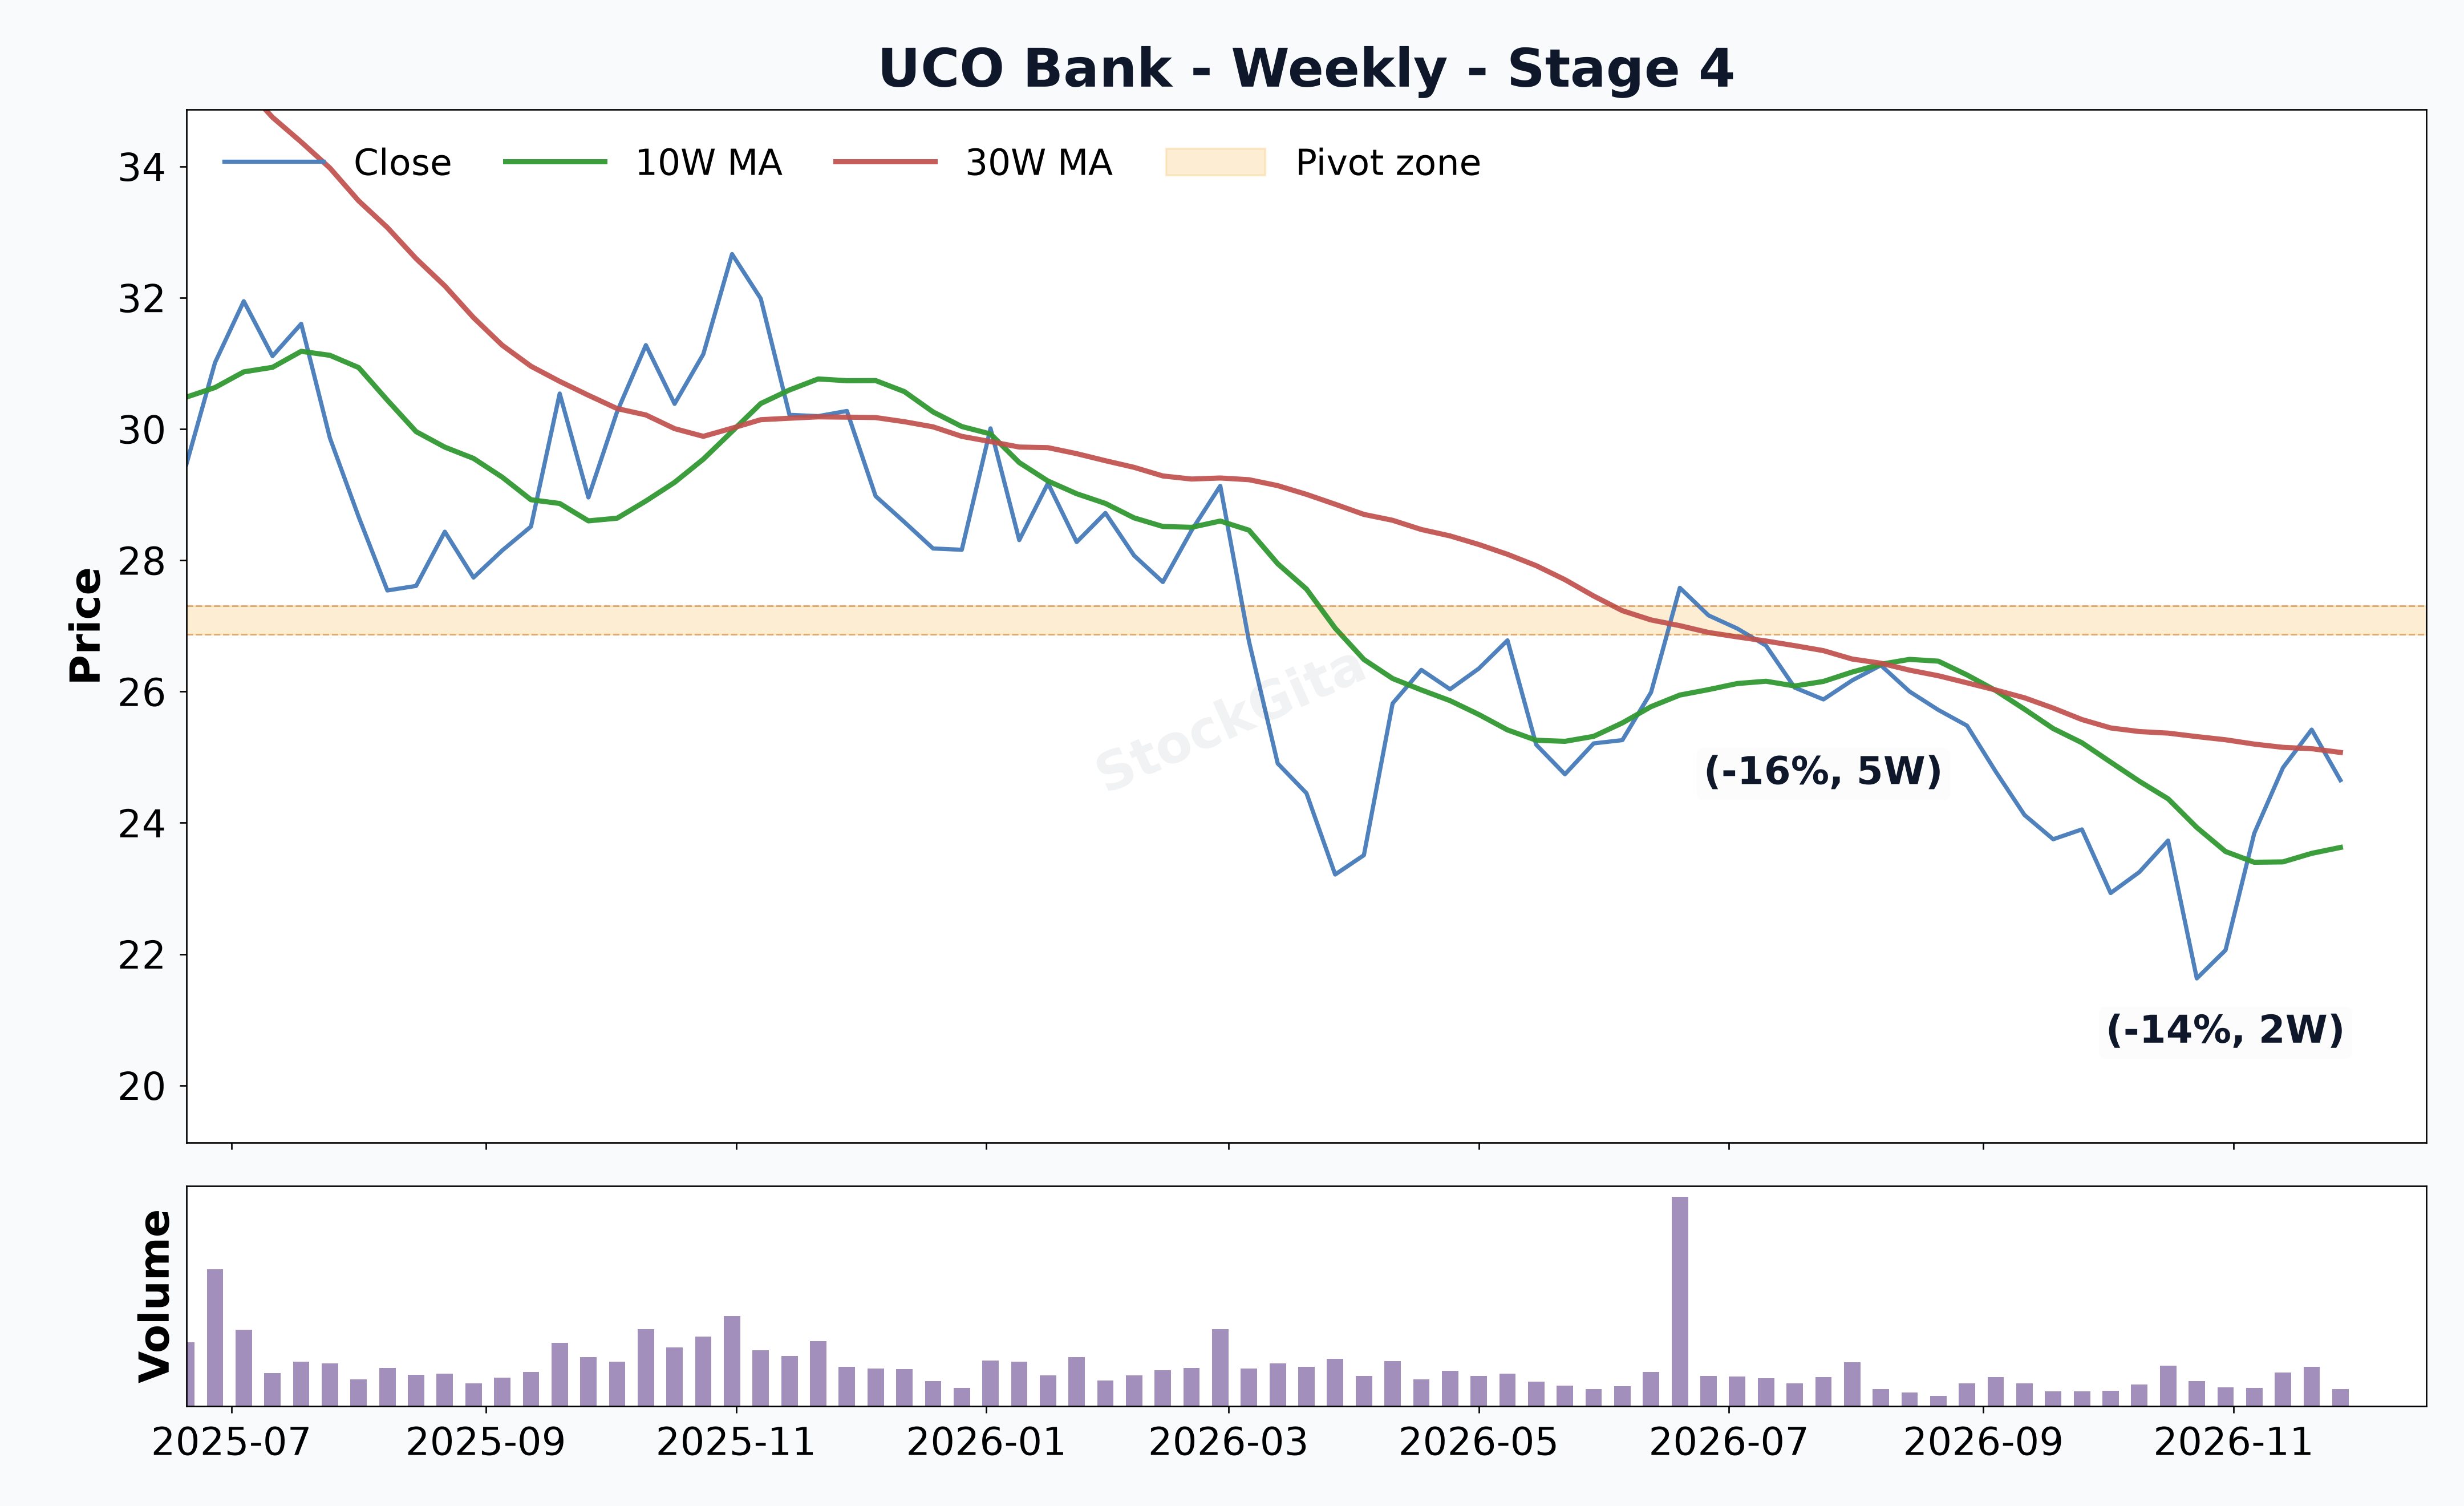 UCO Bank - Weekly - Stage 4
Close 10W MA 30W MA Pivot zone
Price
34
32
30
28
26
24
22
20
StockGita
(-16%, 5W)
(-14%, 2W)
Volume
2025-07 2025-09 2025-11 2026-01 2026-03 2026-05 2026-07 2026-09 2026-11